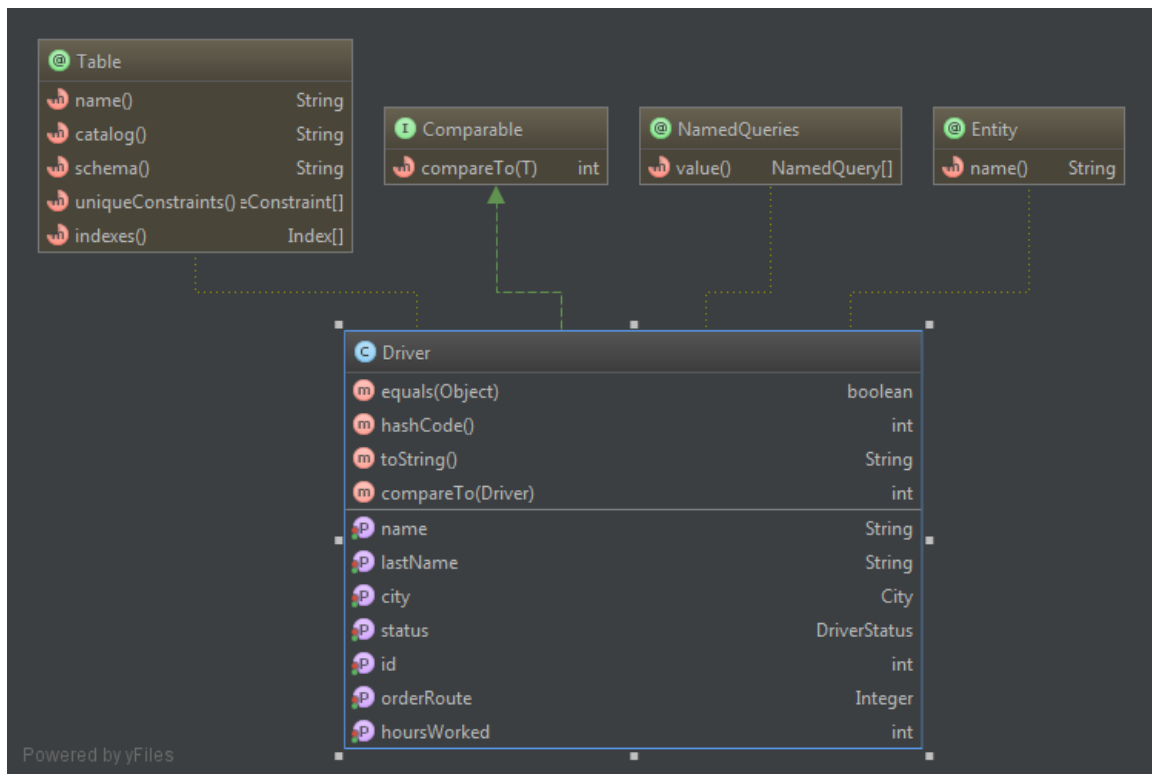 Table
name() String
catalog() String
schema() String
uniqueConstraints() eConstraint[]
indexes() Index[]
I Comparable
compareTo(T) int
@ NamedQueries
value() NamedQuery[]
@ Entity
name() String
C Driver
m equals(Object) boolean
m hashCode() int
m toString() String
m compareTo(Driver) int
P name String
P lastName String
P city City
P status DriverStatus
P id int
P orderRoute Integer
P hoursWorked int
Powered by yFiles